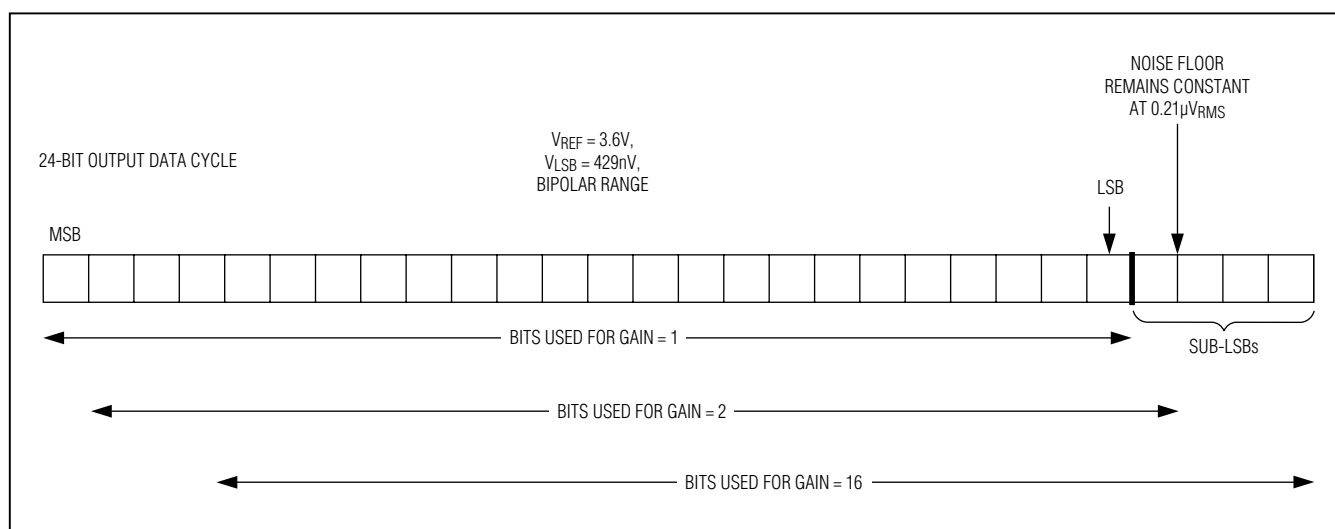 NOISE FLOOR
REMAINS CONSTANT
AT 0.21µVRMS
VREF = 3.6V,
VLSB = 429nV,
BIPOLAR RANGE
24-BIT OUTPUT DATA CYCLE
LSB
MSB
BITS USED FOR GAIN = 1
SUB-LSBs
BITS USED FOR GAIN = 2
BITS USED FOR GAIN = 16